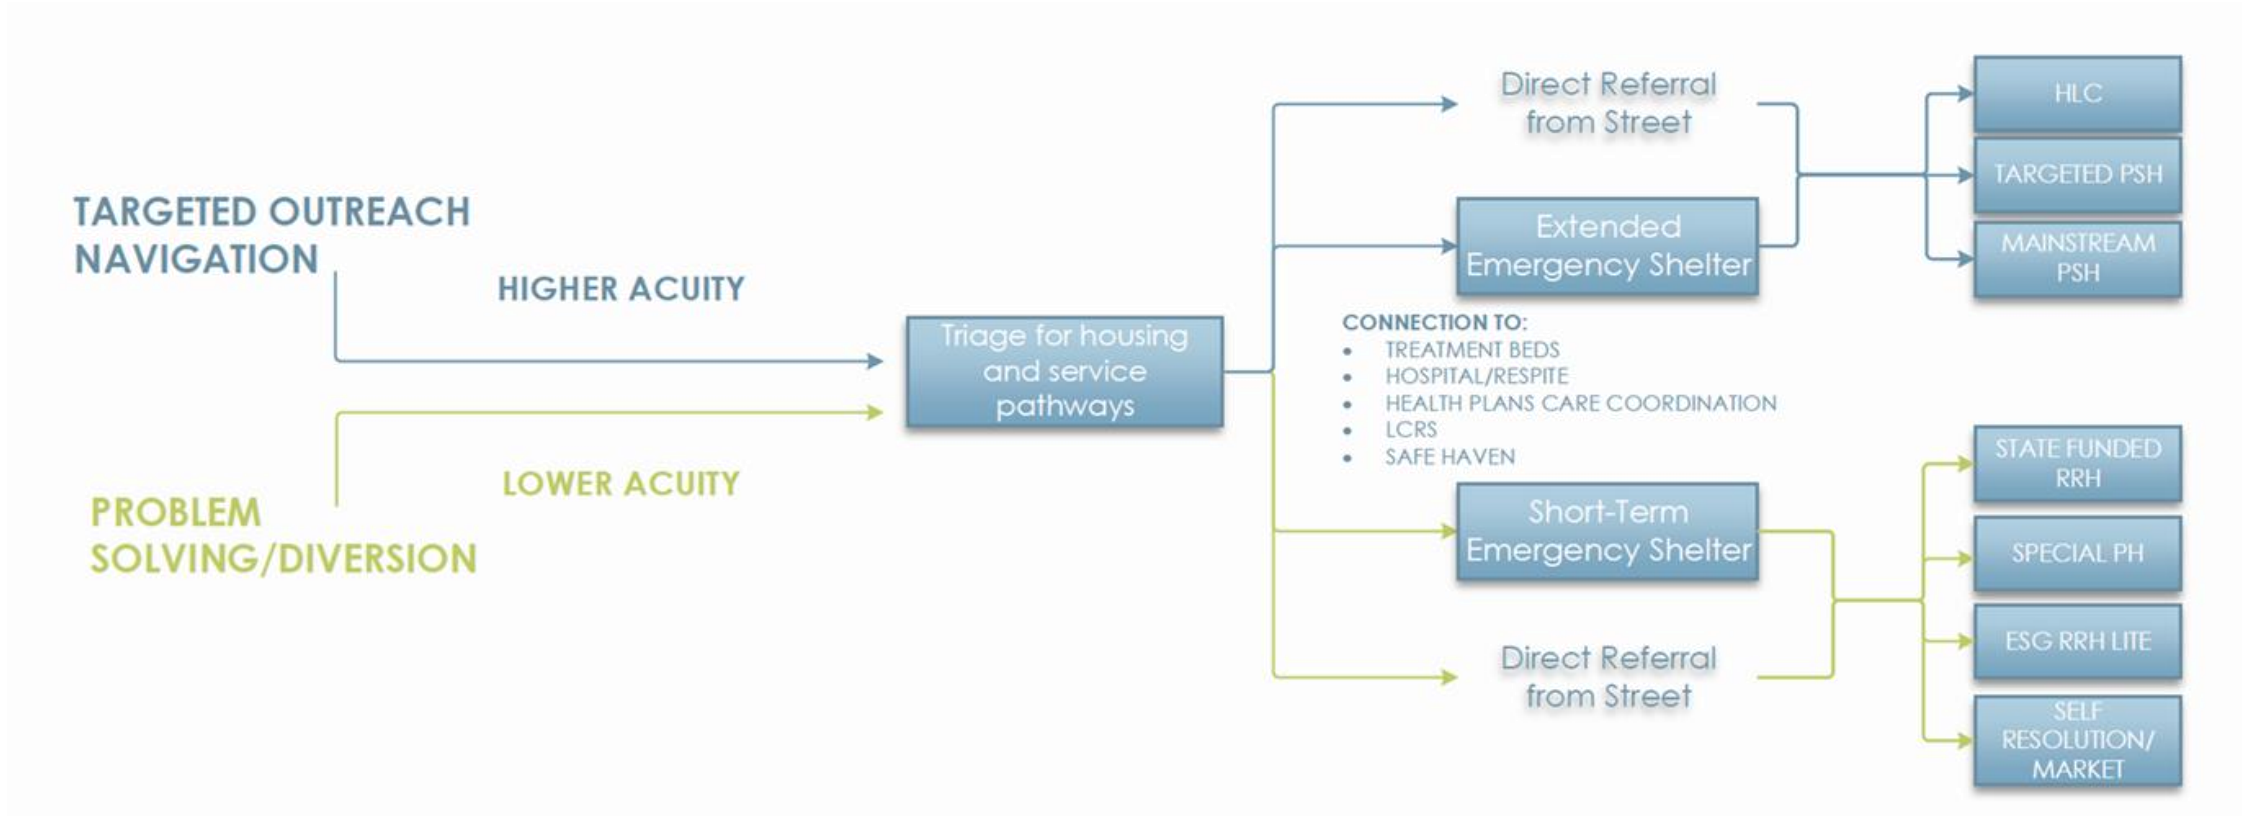 TARGETED OUTREACH
NAVIGATION
HIGHER ACUITY
PROBLEM
SOLVING/DIVERSION
LOWER ACUITY
Triage for housing
and service
pathways
Direct Referral
from Street
Extended
Emergency Shelter
CONNECTION TO:
• TREATMENT BEDS
• HOSPITAL/RESPITE
• HEALTH PLANS CARE COORDINATION
• LCRS
• SAFE HAVEN
Short-Term
Emergency Shelter
Direct Referral
from Street
HLC
TARGETED PSH
MAINSTREAM
PSH
STATE FUNDED
RRH
SPECIAL PH
ESG RRH LITE
SELF
RESOLUTION/
MARKET